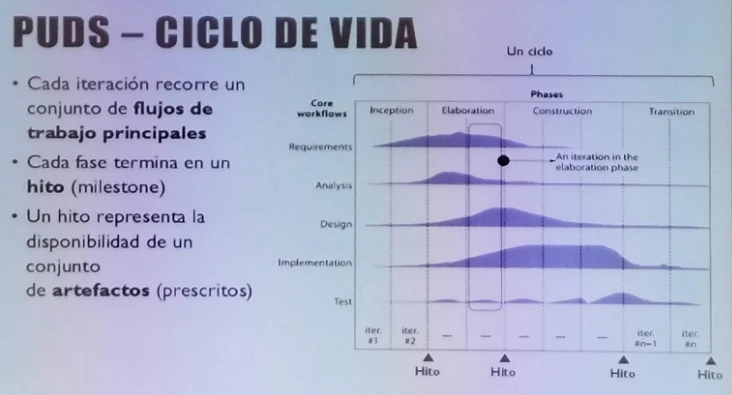 PUDS – CICLO DE VIDA
• Cada iteración recorre un
conjunto de flujos de
trabajo principales
• Cada fase termina en un
hito (milestone)
• Un hito representa la
disponibilidad de un
conjunto
de artefactos (prescritos)
Un ciclo
Phases
Core
workflows
Inception
Elaboration
Construction
Transition
Requirements
An iteration in the
elaboration phase
Analysis
Design
Implementation
Test
iter.
#1
iter.
#2
—
—
—
—
—
iter.
#n–1
iter.
#n
Hito
Hito
Hito
Hito